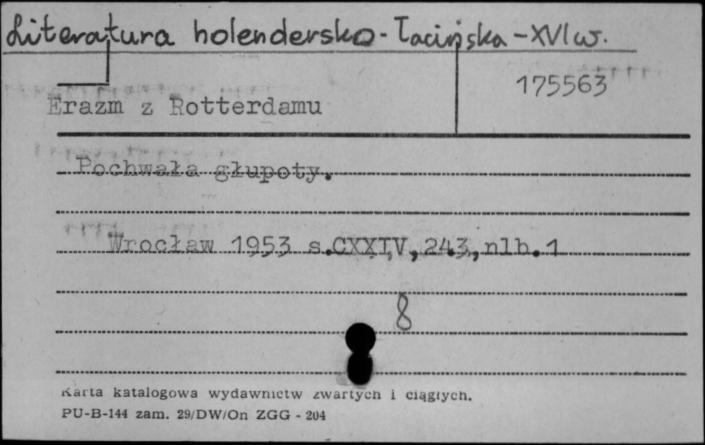 Literatura holendersko-łacińska-XVIw.
175563
Erazm z Rotterdamu
Pochwała głupoty.
Wrocław 1953 s.CXXIV,243,nlb.1
8
Karta katalogowa wydawnictw zwartych i ciągłych.
PU-B-144 zam. 29/DW/On ZGG - 204